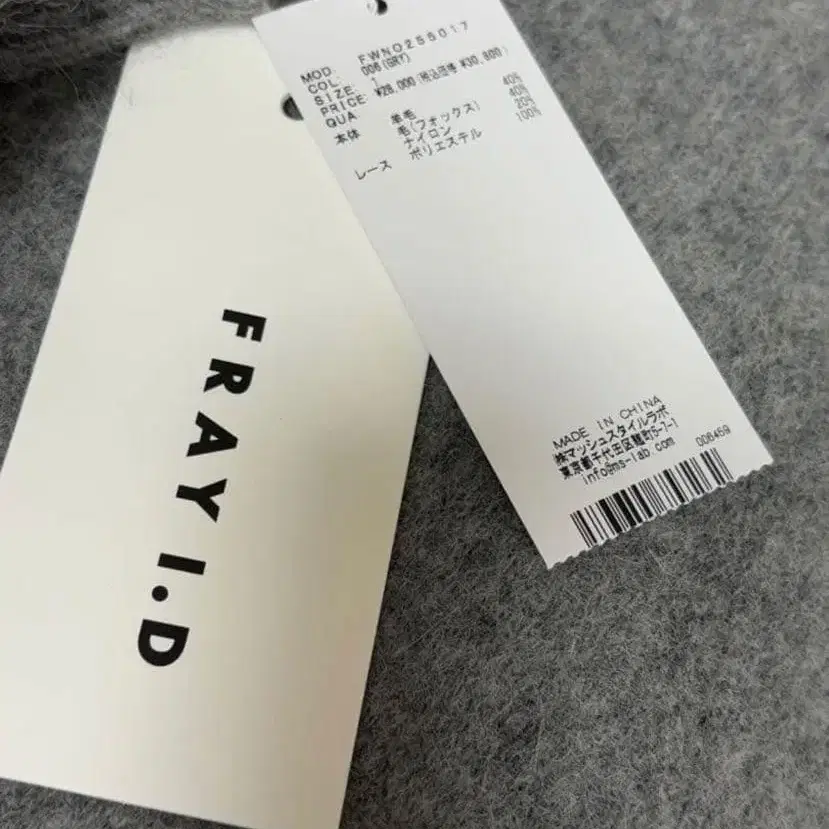 FRAY I.D
MOD. FWNO255017
COL: 006(GRY)
SIZE:
PRICE: ¥28,000(税込価格 ¥30,800)
QUA
本体 羊毛 40%
毛(フォックス) 40%
ナイロン 20%
レース ポリエステル 100%
MADE IN CHINA
㈱マッシュスタイルラボ
東京都千代田区麹町5-7-1
info@ms-lab.com 006459